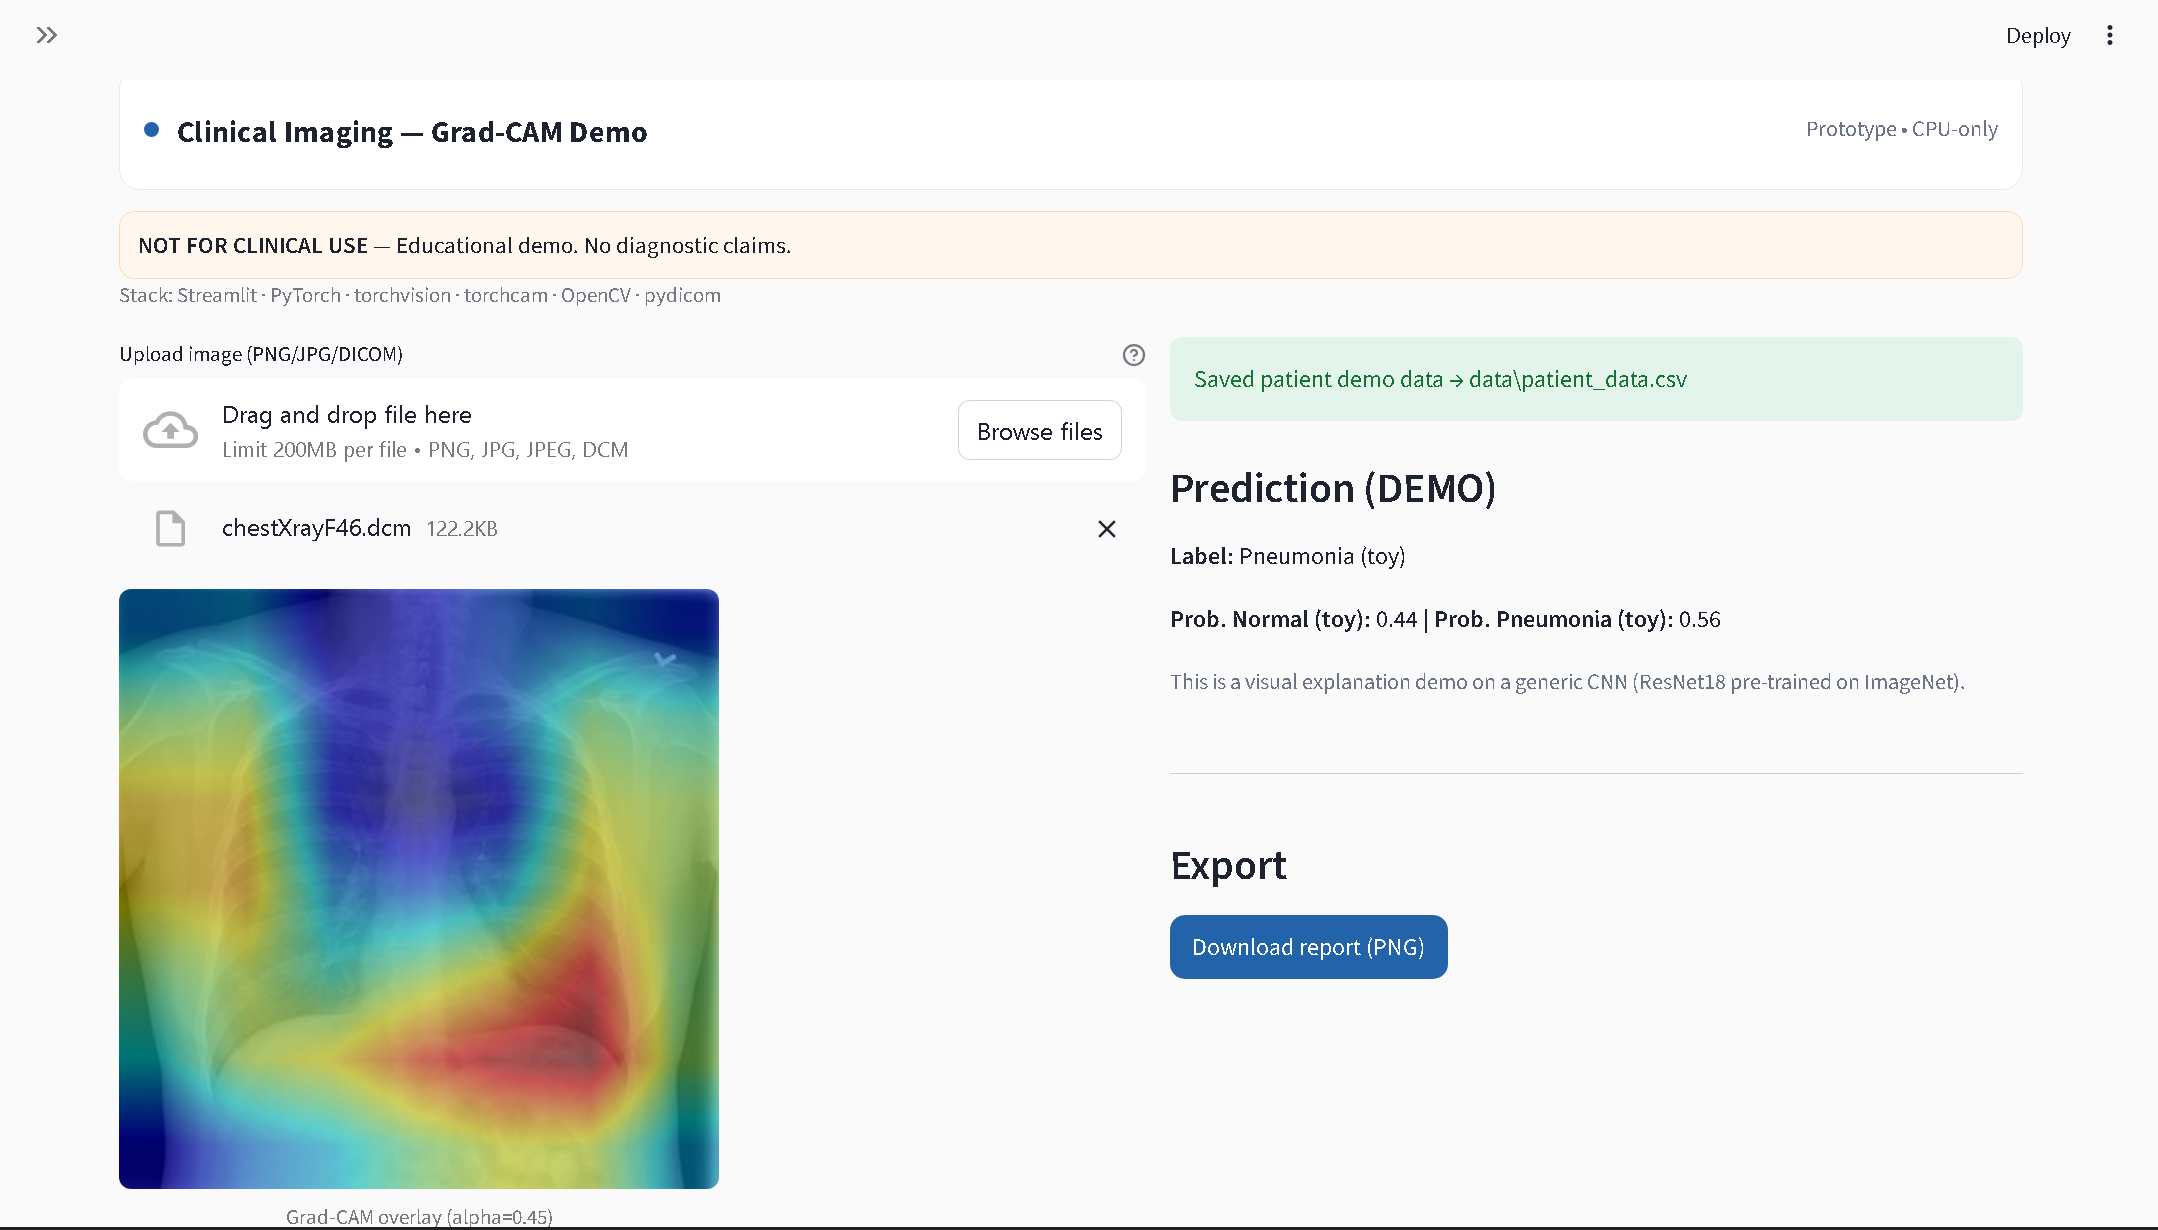 Deploy
Clinical Imaging — Grad-CAM Demo
Prototype • CPU-only
NOT FOR CLINICAL USE — Educational demo. No diagnostic claims.
Stack: Streamlit · PyTorch · torchvision · torchcam · OpenCV · pydicom
Upload image (PNG/JPG/DICOM)
Drag and drop file here
Limit 200MB per file • PNG, JPG, JPEG, DCM
Browse files
chestXrayF46.dcm 122.2KB
Grad-CAM overlay (alpha=0.45)
Saved patient demo data → data\patient_data.csv
Prediction (DEMO)
Label: Pneumonia (toy)
Prob. Normal (toy): 0.44 | Prob. Pneumonia (toy): 0.56
This is a visual explanation demo on a generic CNN (ResNet18 pre-trained on ImageNet).
Export
Download report (PNG)